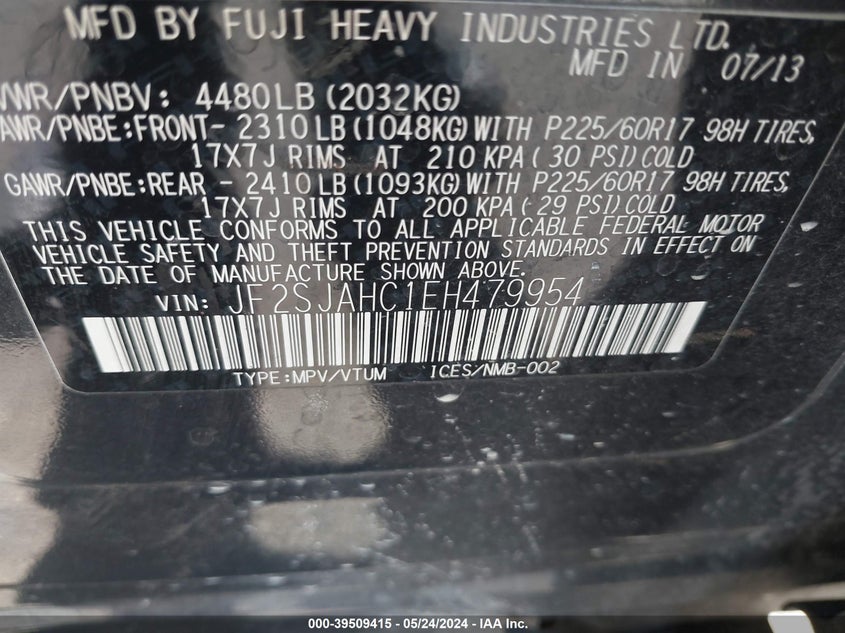 MFD BY FUJI HEAVY INDUSTRIES LTD.
MFD IN 07/13
VWR/PNBV: 4480LB (2032KG)
AWR/PNBE:FRONT- 2310 LB (1048KG) WITH P225/60R17 98H TIRES,
17X7J RIMS AT 210 KPA ( 30 PSI) COLD
GAWR/PNBE:REAR - 2410 LB (1093KG) WITH P225/60R17 98H TIRES,
17X7J RIMS AT 200 KPA ( 29 PSI) COLD
THIS VEHICLE CONFORMS TO ALL APPLICABLE FEDERAL MOTOR
VEHICLE SAFETY AND THEFT PREVENTION STANDARDS IN EFFECT ON
THE DATE OF MANUFACTURE SHOWN ABOVE.
VIN: JF2SJAHC1EH479954
TYPE:MPV/VTUM ICES/NMB-002
000-39509415 - 05/24/2024 - IAA Inc.